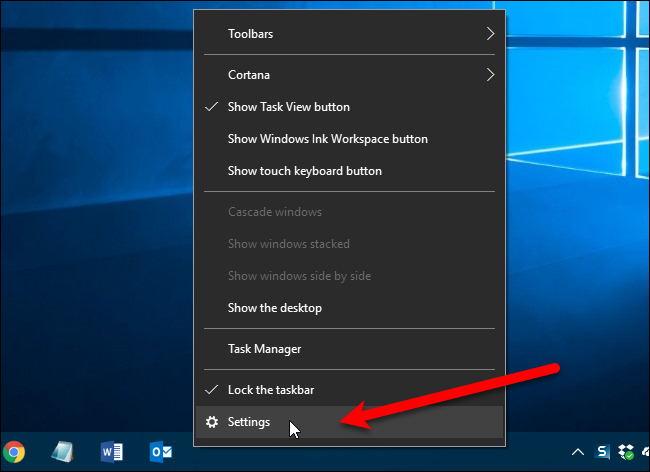 Toolbars
Cortana
Show Task View button
Show Windows Ink Workspace button
Show touch keyboard button
Cascade windows
Show windows stacked
Show windows side by side
Show the desktop
Task Manager
Lock the taskbar
Settings